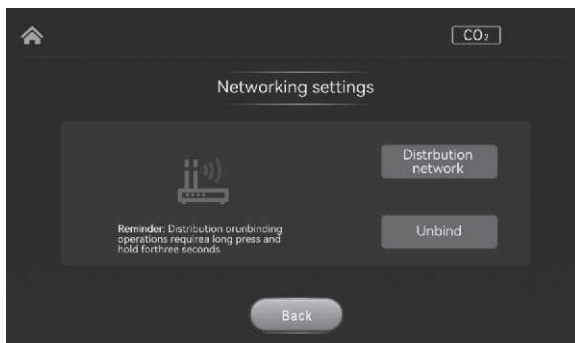 CO₂
Networking settings
Distrbution
network
Reminder: Distribution orunbinding
operations requirea long press and
hold forthree seconds
Unbind
Back